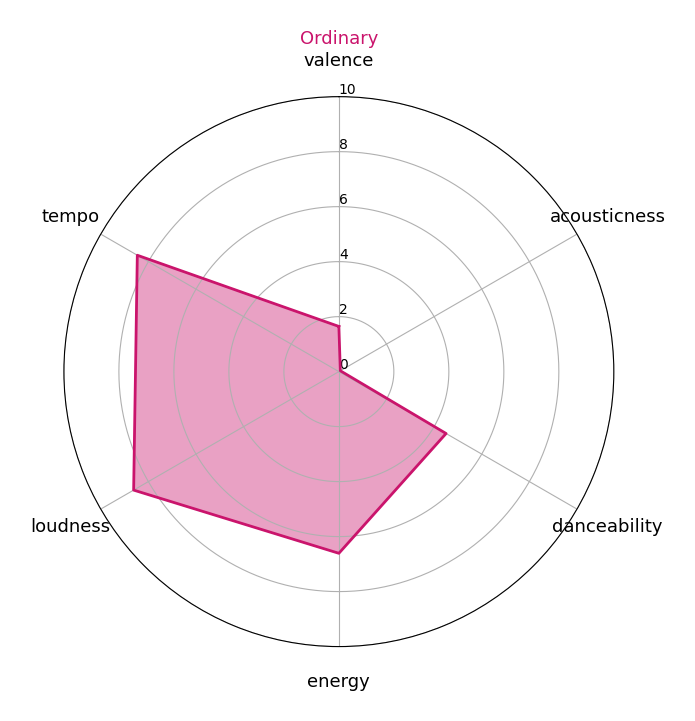 Ordinary
valence
10
8
tempo
acousticness
6
4
2
0
loudness
danceability
energy